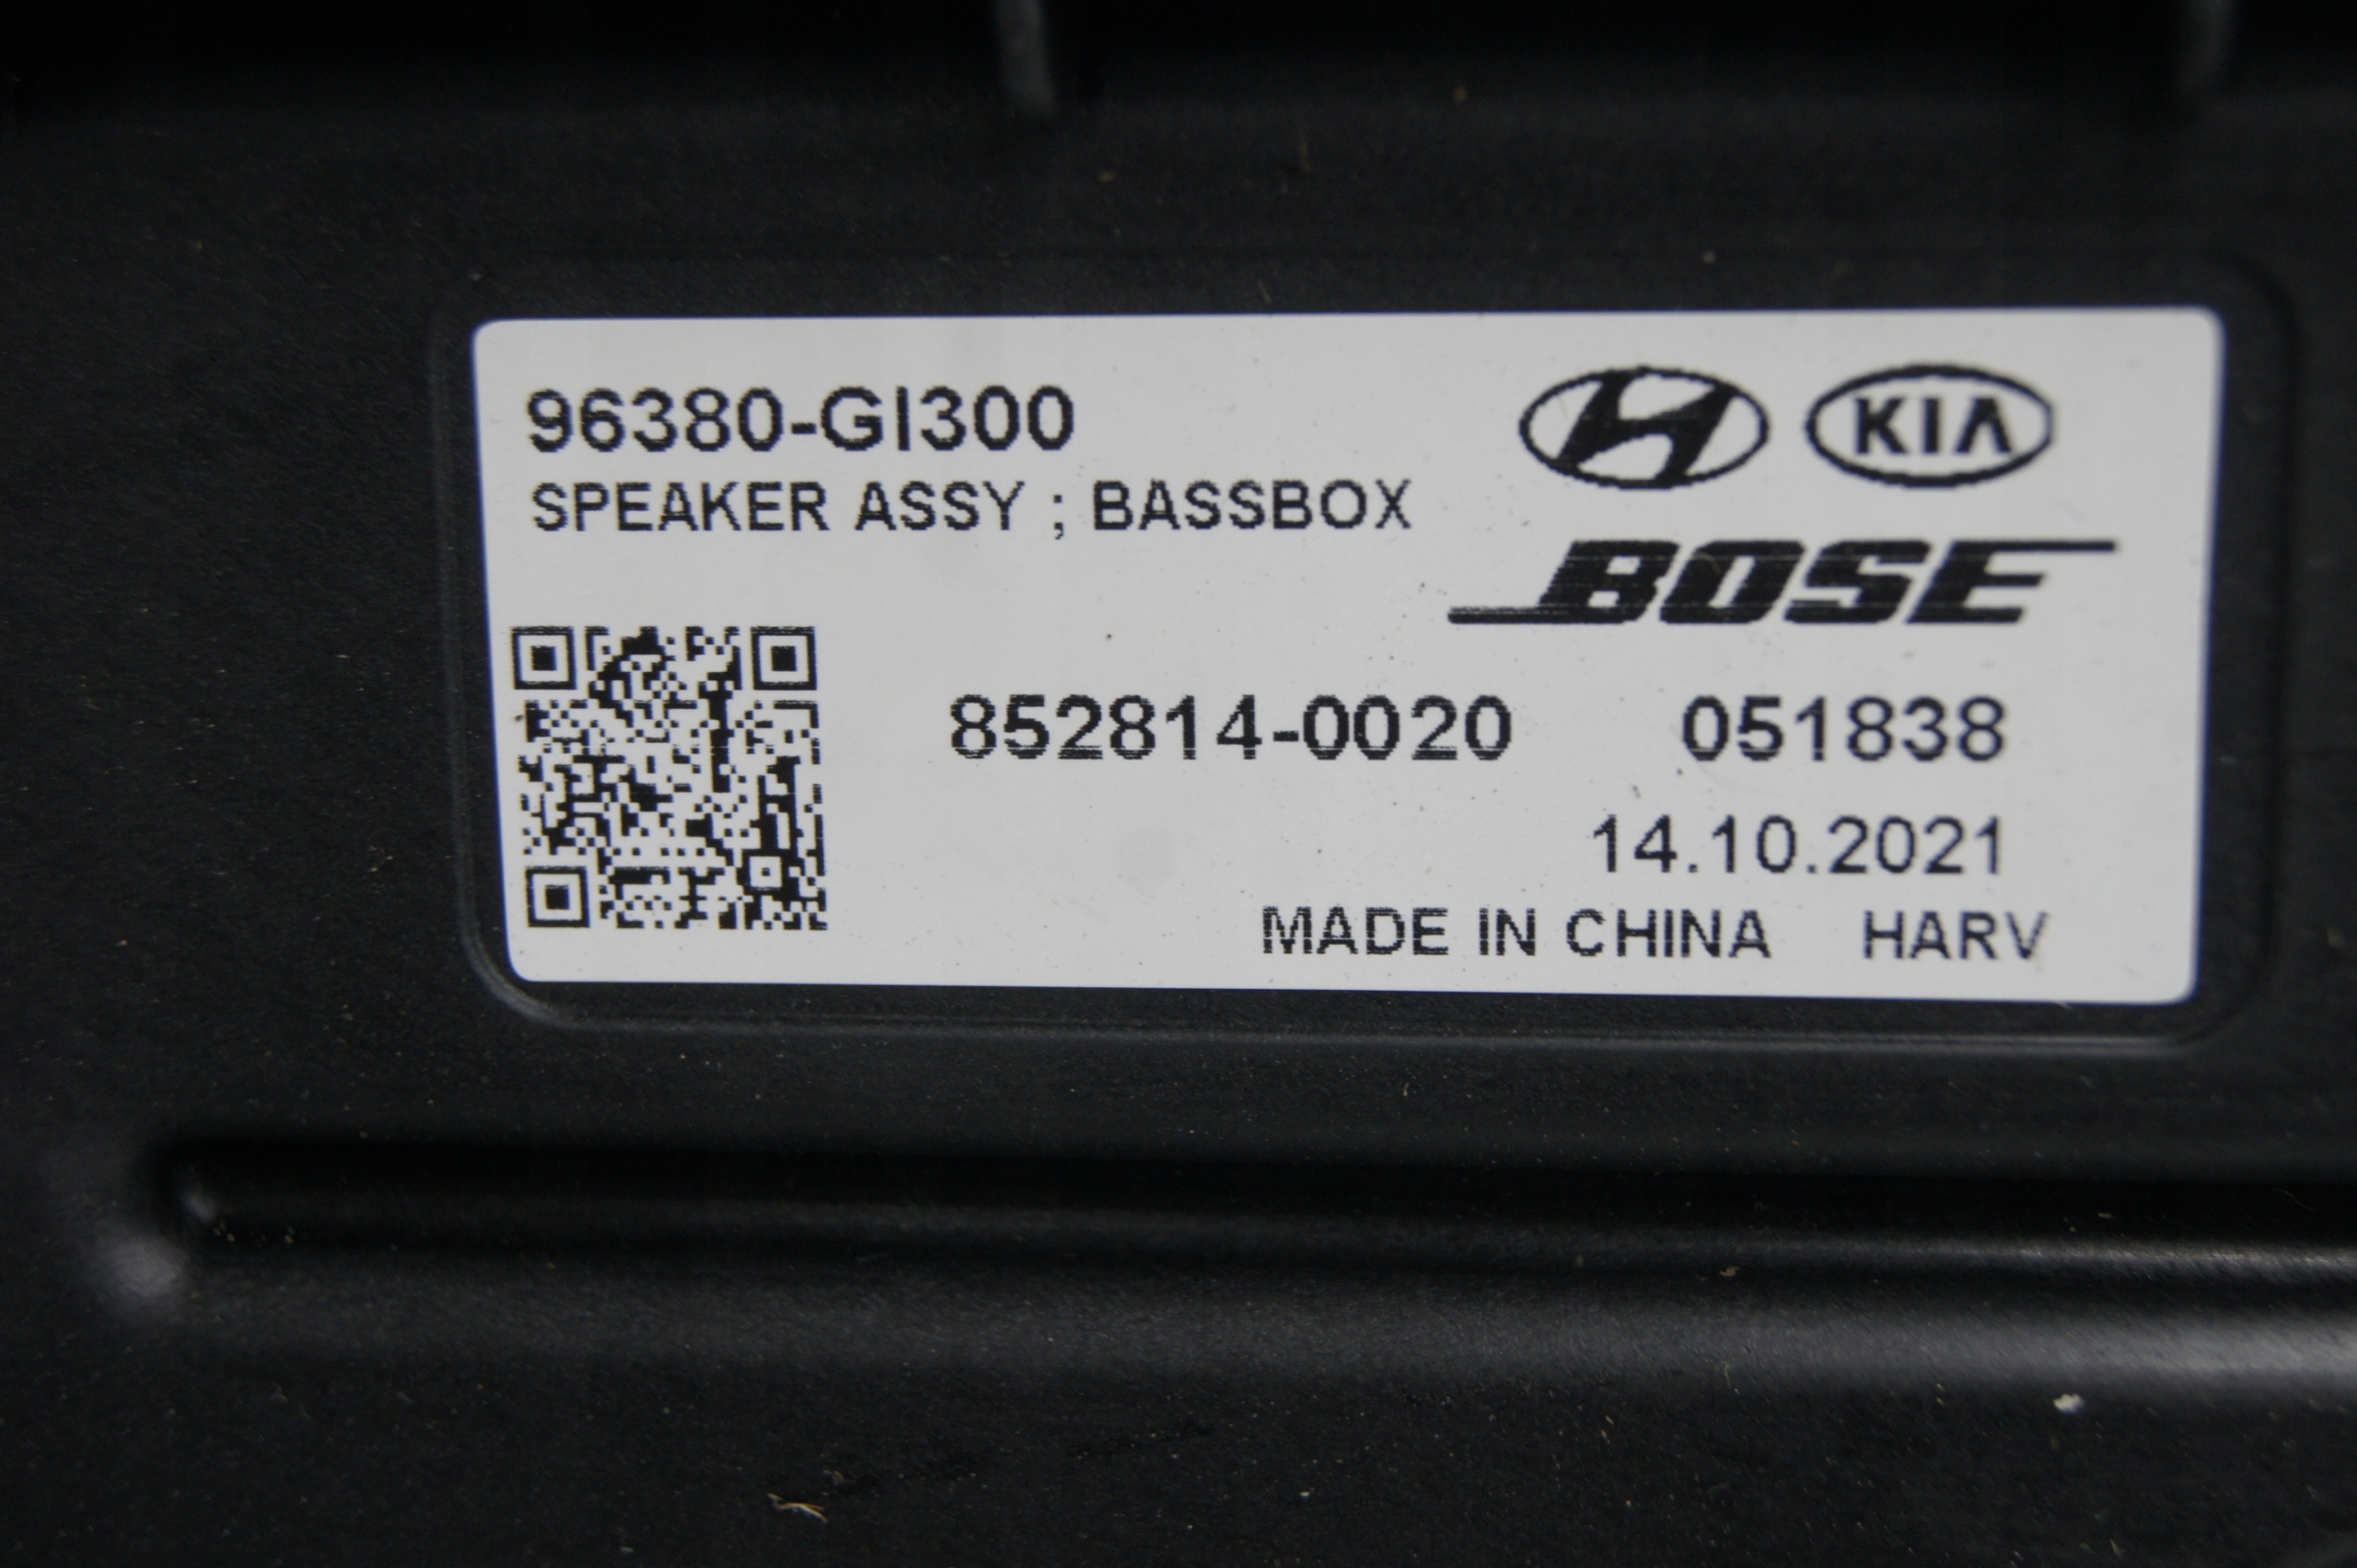 96380-GI300
KIA
SPEAKER ASSY ; BASSBOX
BOSE
852814-0020 051838
14.10.2021
MADE IN CHINA HARV